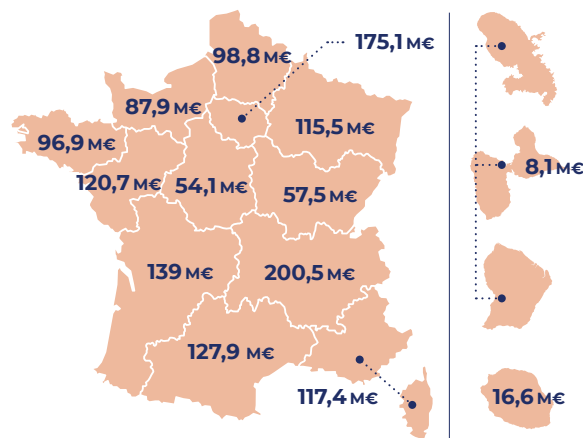 175,1 M€
98,8 M€
87,9 M€
115,5 M€
96,9 M€
120,7 M€
54,1 M€
57,5 M€
8,1 M€
139 M€
200,5 M€
127,9 M€
117,4 M€
16,6 M€